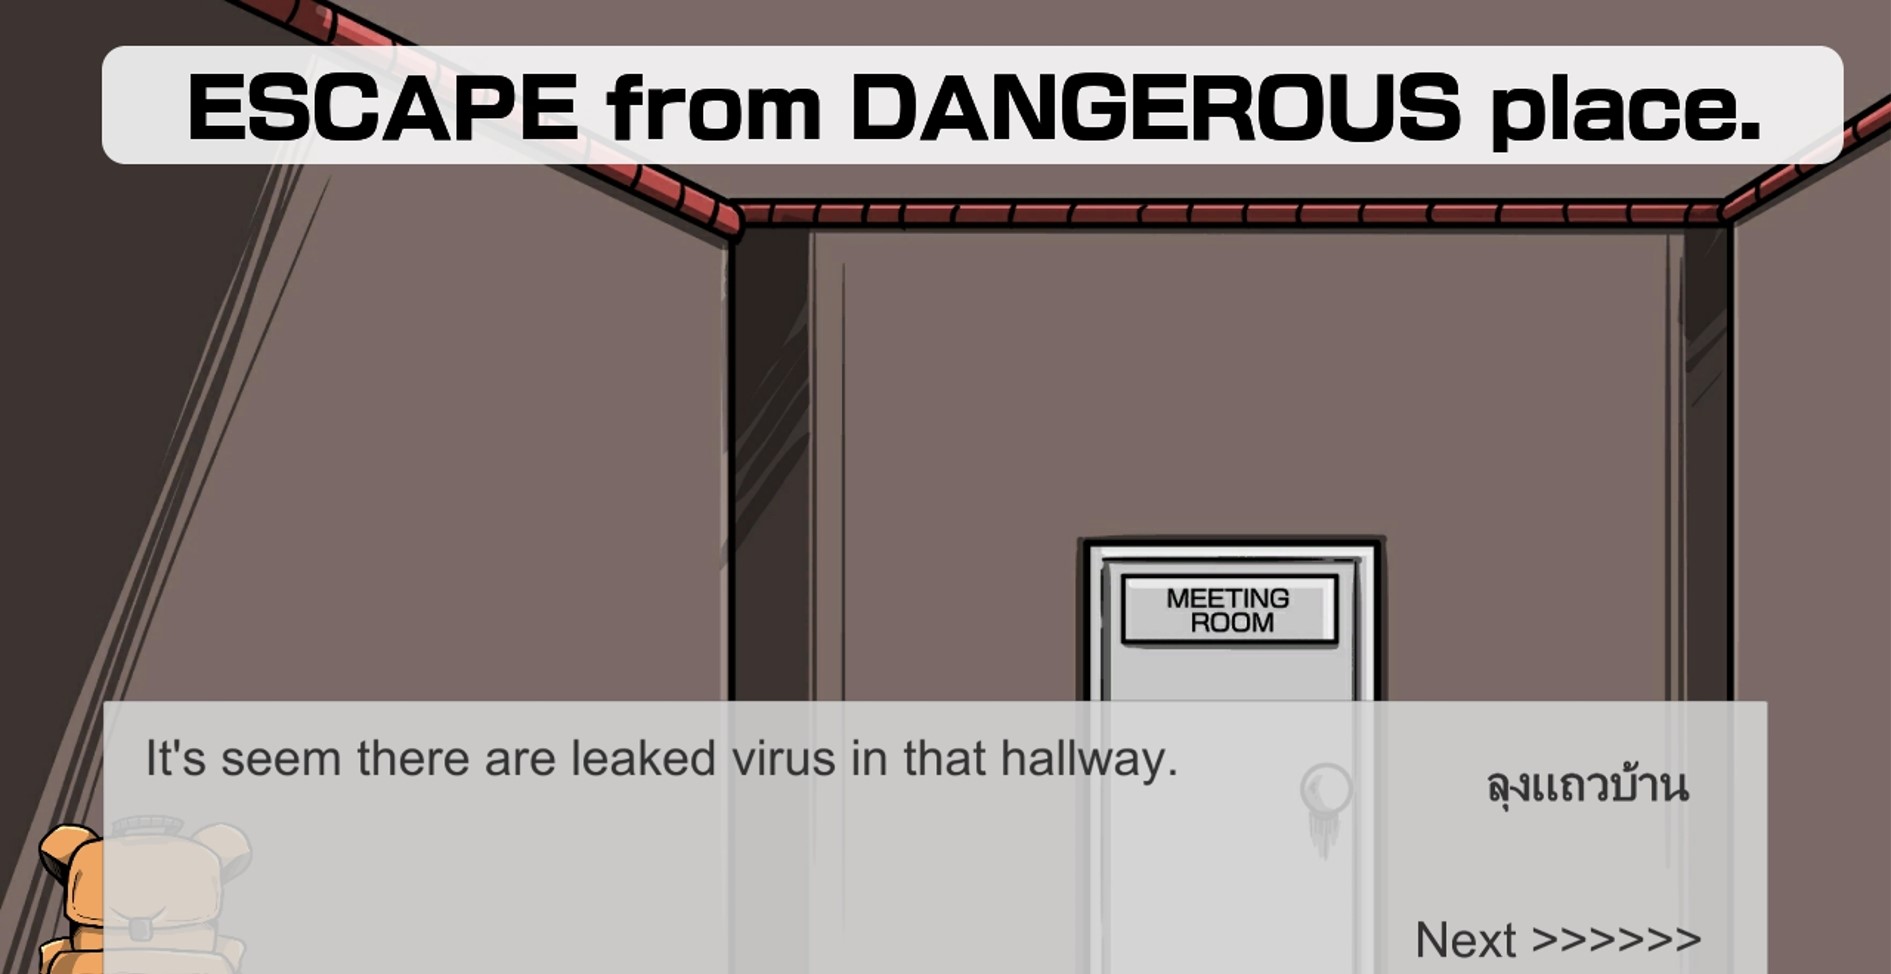 ESCAPE from DANGEROUS place.
MEETING
ROOM
It's seem there are leaked virus in that hallway.
ลุงแถวบ้าน
Next >>>>>>